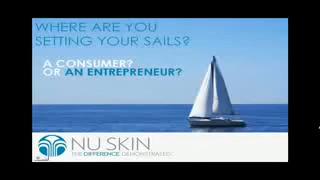 WHERE ARE YOU
SETTING YOUR SAILS?
A CONSUMER?
OR AN ENTREPRENEUR?
NU SKIN
THE DIFFERENCE. DEMONSTRATED.